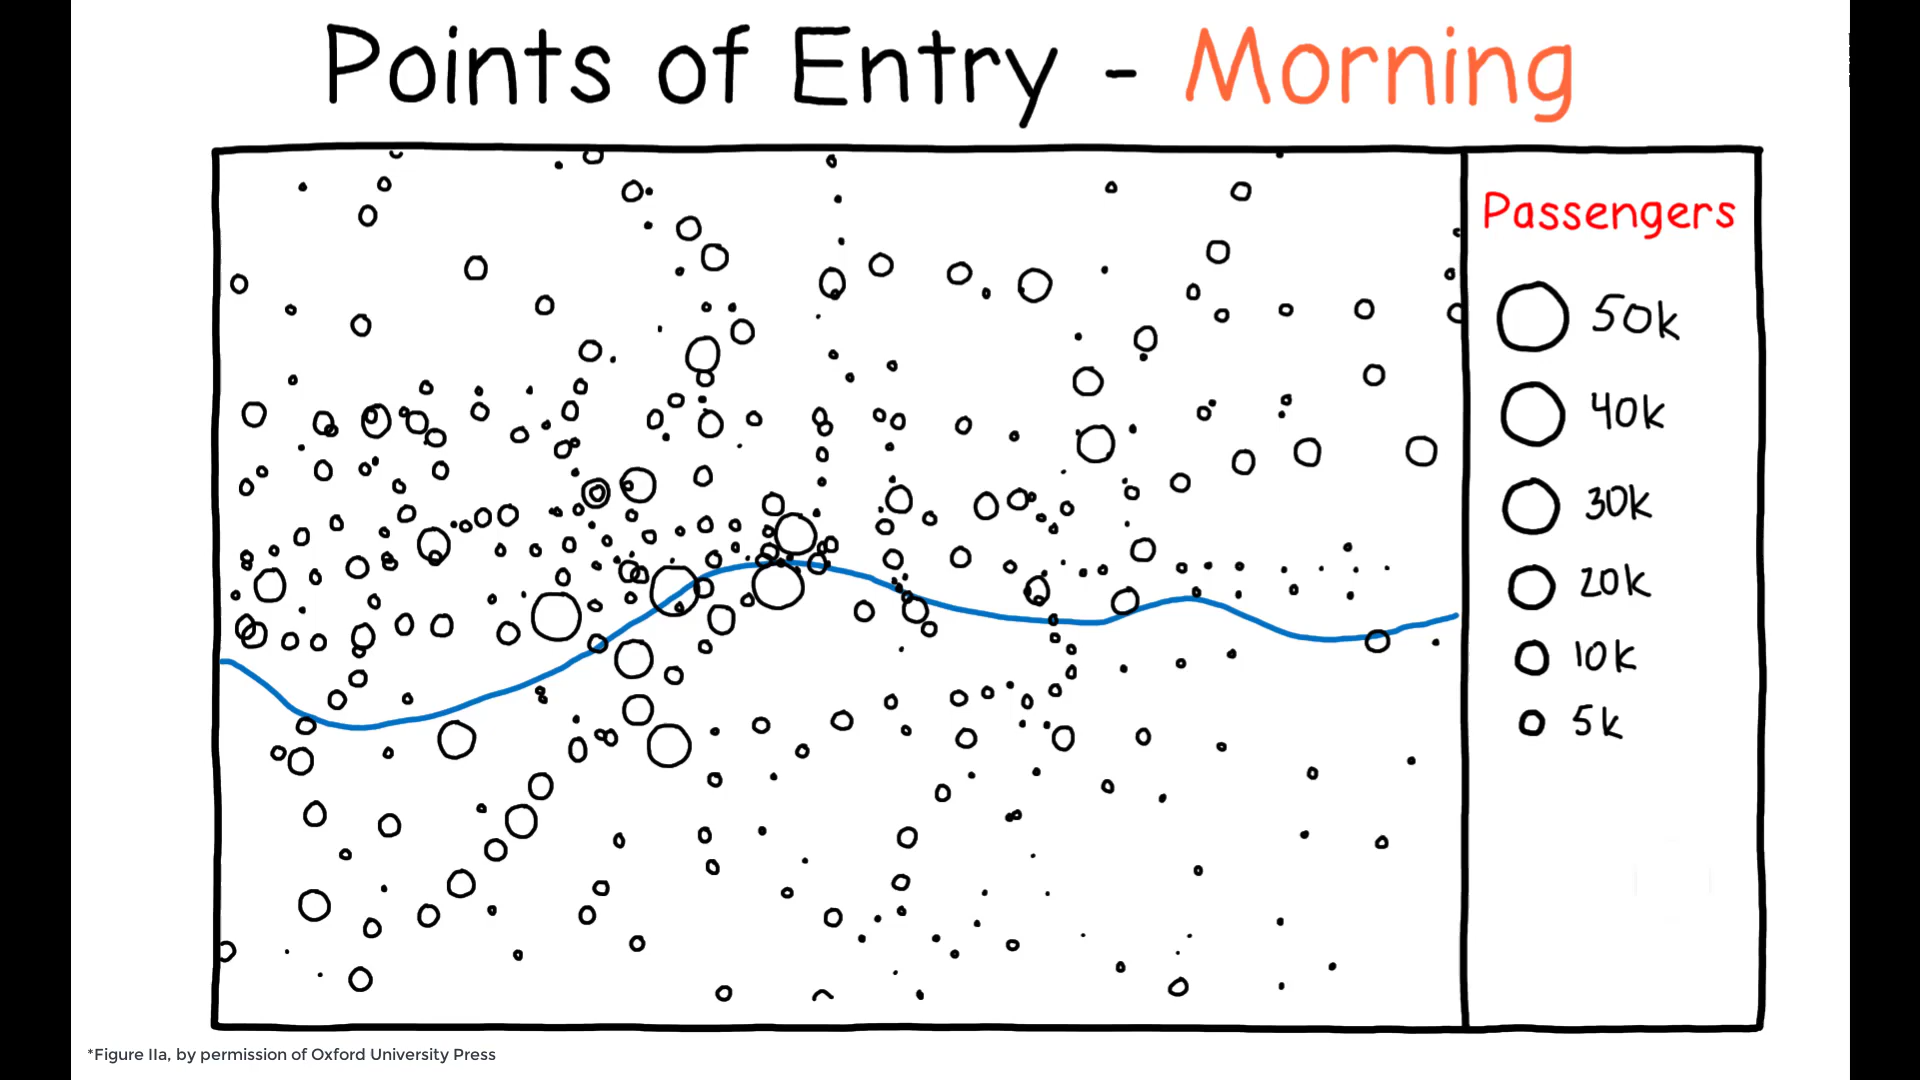 Points of Entry - Morning
Passengers
50k
40k
30k
20k
10k
5k
*Figure IIa, by permission of Oxford University Press